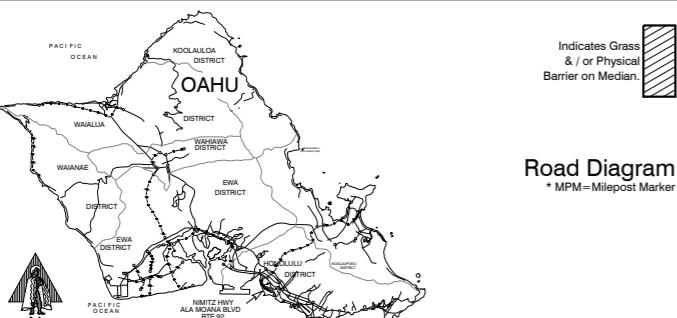 PACIFIC
OCEAN
KOOLAULOA
DISTRICT
OAHU
WAIALUA
DISTRICT
WAHIAWA
DISTRICT
WAIANAE
DISTRICT
EWA
DISTRICT
EWA
DISTRICT
HONOLULU
DISTRICT
KOOLAUPOKO
DISTRICT
PACIFIC
OCEAN
NIMITZ HWY
ALA MOANA BLVD
RTE 92
Indicates Grass
& / or Physical
Barrier on Median.
Road Diagram
* MPM=Milepost Marker